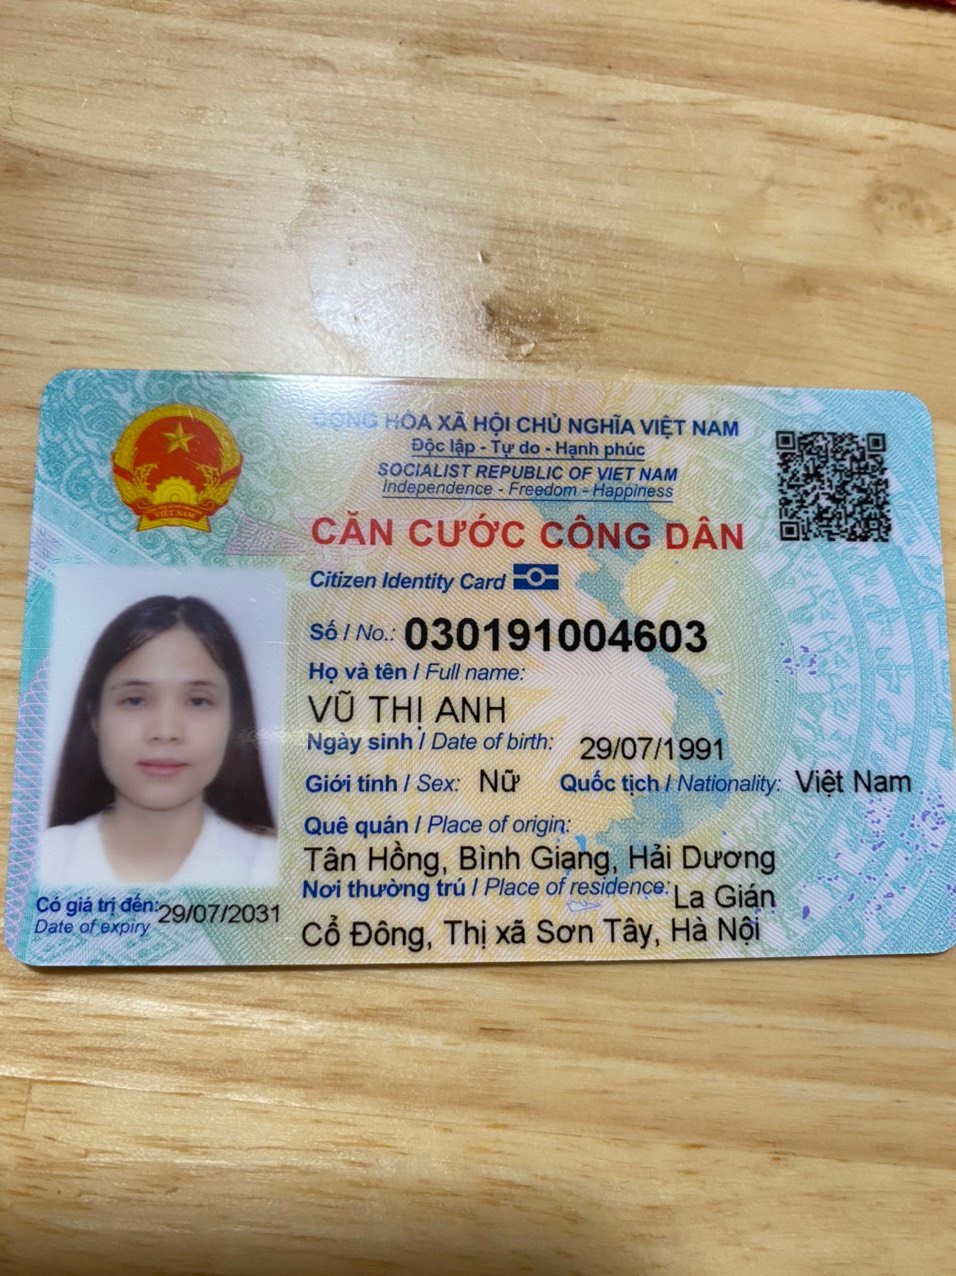 CỘNG HÒA XÃ HỘI CHỦ NGHĨA VIỆT NAM
Độc lập - Tự do - Hạnh phúc
SOCIALIST REPUBLIC OF VIET NAM
Independence - Freedom - Happiness
CĂN CƯỚC CÔNG DÂN
Citizen Identity Card
Số / No.: 030191004603
Họ và tên / Full name:
VŨ THỊ ANH
Ngày sinh / Date of birth: 29/07/1991
Giới tính / Sex: Nữ Quốc tịch / Nationality: Việt Nam
Quê quán / Place of origin:
Tân Hồng, Bình Giang, Hải Dương
Nơi thường trú / Place of residence: La Gián
Cổ Đông, Thị xã Sơn Tây, Hà Nội
Có giá trị đến: 29/07/2031
Date of expiry
VIỆT NAM